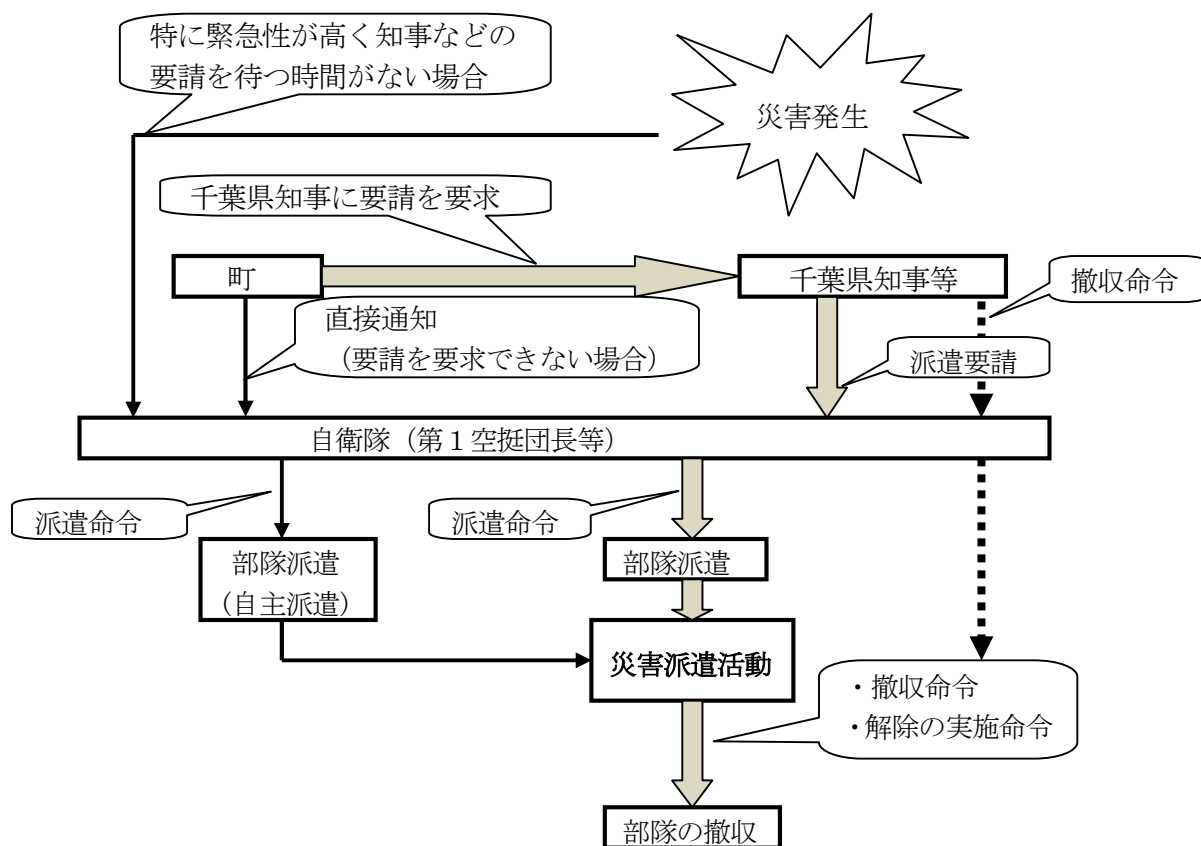 特に緊急性が高く知事などの
要請を待つ時間がない場合
災害発生
千葉県知事に要請を要求
町
千葉県知事等
撤収命令
直接通知
（要請を要求できない場合）
派遣要請
自衛隊（第１空挺団長等）
派遣命令
派遣命令
部隊派遣
（自主派遣）
部隊派遣
災害派遣活動
・撤収命令
・解除の実施命令
部隊の撤収